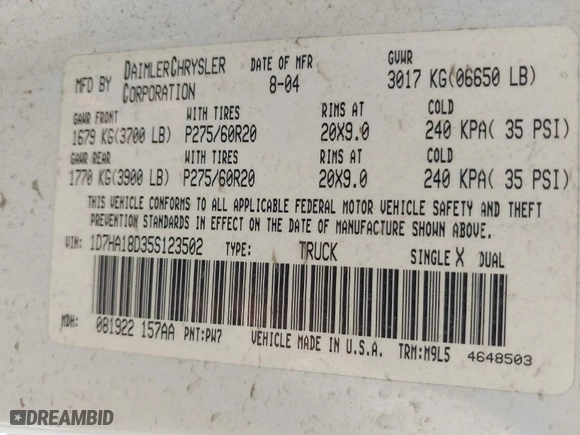 MFD BY DAIMLERCHRYSLER CORPORATION DATE OF MFR 8-04 GVWR 3017 KG(06650 LB)
GAWR FRONT WITH TIRES RIMS AT COLD
1679 KG(3700 LB) P275/60R20 20X9.0 240 KPA( 35 PSI)
GAWR REAR WITH TIRES RIMS AT COLD
1770 KG(3900 LB) P275/60R20 20X9.0 240 KPA( 35 PSI)
THIS VEHICLE CONFORMS TO ALL APPLICABLE FEDERAL MOTOR VEHICLE SAFETY AND THEFT
PREVENTION STANDARDS IN EFFECT ON THE DATE OF MANUFACTURE SHOWN ABOVE.
VIN: 1D7HA18D35S123502 TYPE: TRUCK SINGLE X DUAL
MDH: 081922 157AA PNT:PW7 VEHICLE MADE IN U.S.A. TRM:M9L5 4648503
DREAMBID